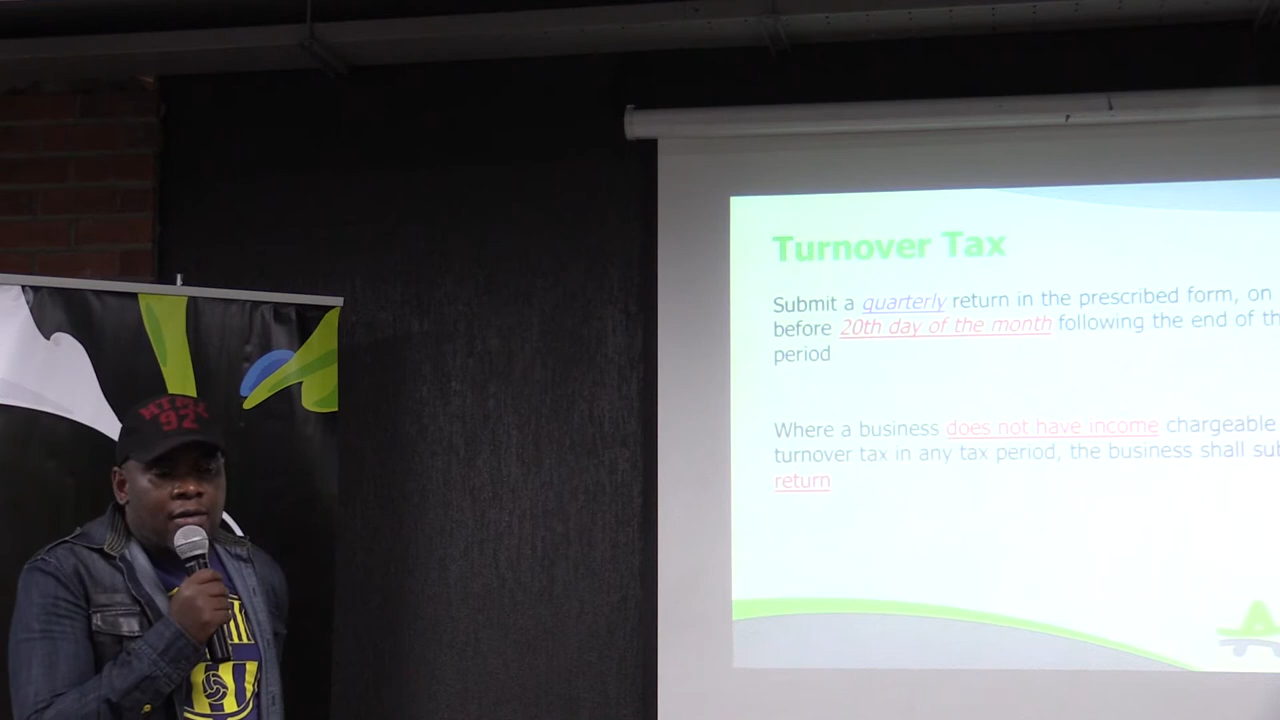 Turnover Tax
Submit a quarterly return in the prescribed form, on
before 20th day of the month following the end of th
period
Where a business does not have income chargeable
turnover tax in any tax period, the business shall sub
return
92